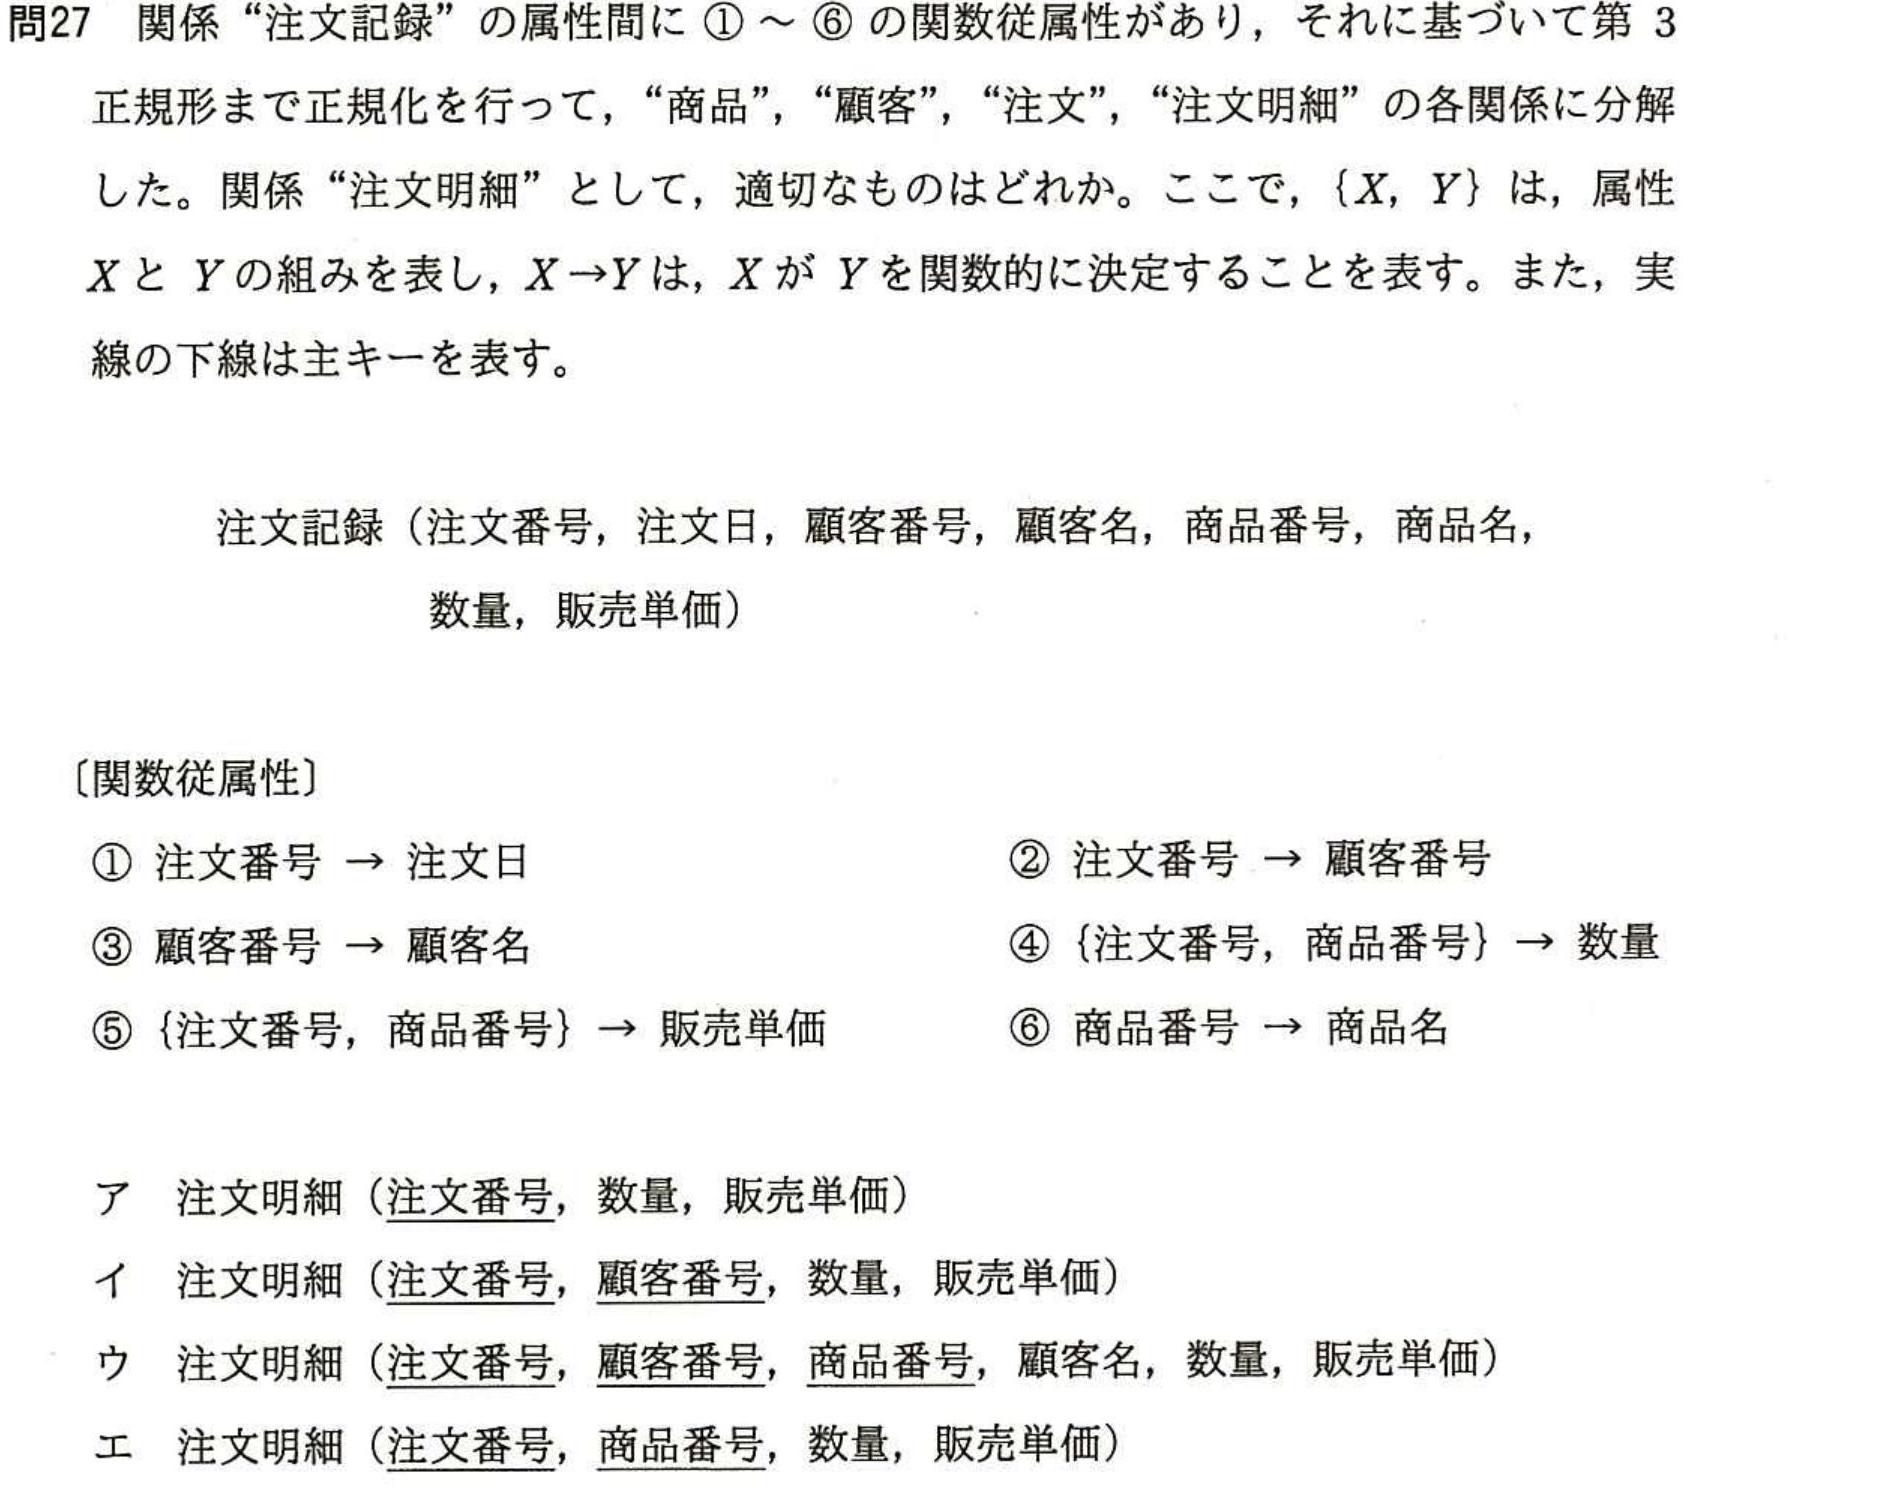 問27 関係“注文記録”の属性間に①～⑥の関数従属性があり，それに基づいて第3
正規形まで正規化を行って，“商品”，“顧客”，“注文”，“注文明細”の各関係に分解
した。関係“注文明細”として，適切なものはどれか。ここで，{X，Y}は，属性
XとYの組みを表し，X→Yは，XがYを関数的に決定することを表す。また，実
線の下線は主キーを表す。
注文記録（注文番号，注文日，顧客番号，顧客名，商品番号，商品名，
数量，販売単価）
〔関数従属性〕
① 注文番号 → 注文日 ② 注文番号 → 顧客番号
③ 顧客番号 → 顧客名 ④ {注文番号，商品番号} → 数量
⑤ {注文番号，商品番号} → 販売単価 ⑥ 商品番号 → 商品名
ア 注文明細（注文番号，数量，販売単価）
イ 注文明細（注文番号，顧客番号，数量，販売単価）
ウ 注文明細（注文番号，顧客番号，商品番号，顧客名，数量，販売単価）
エ 注文明細（注文番号，商品番号，数量，販売単価）